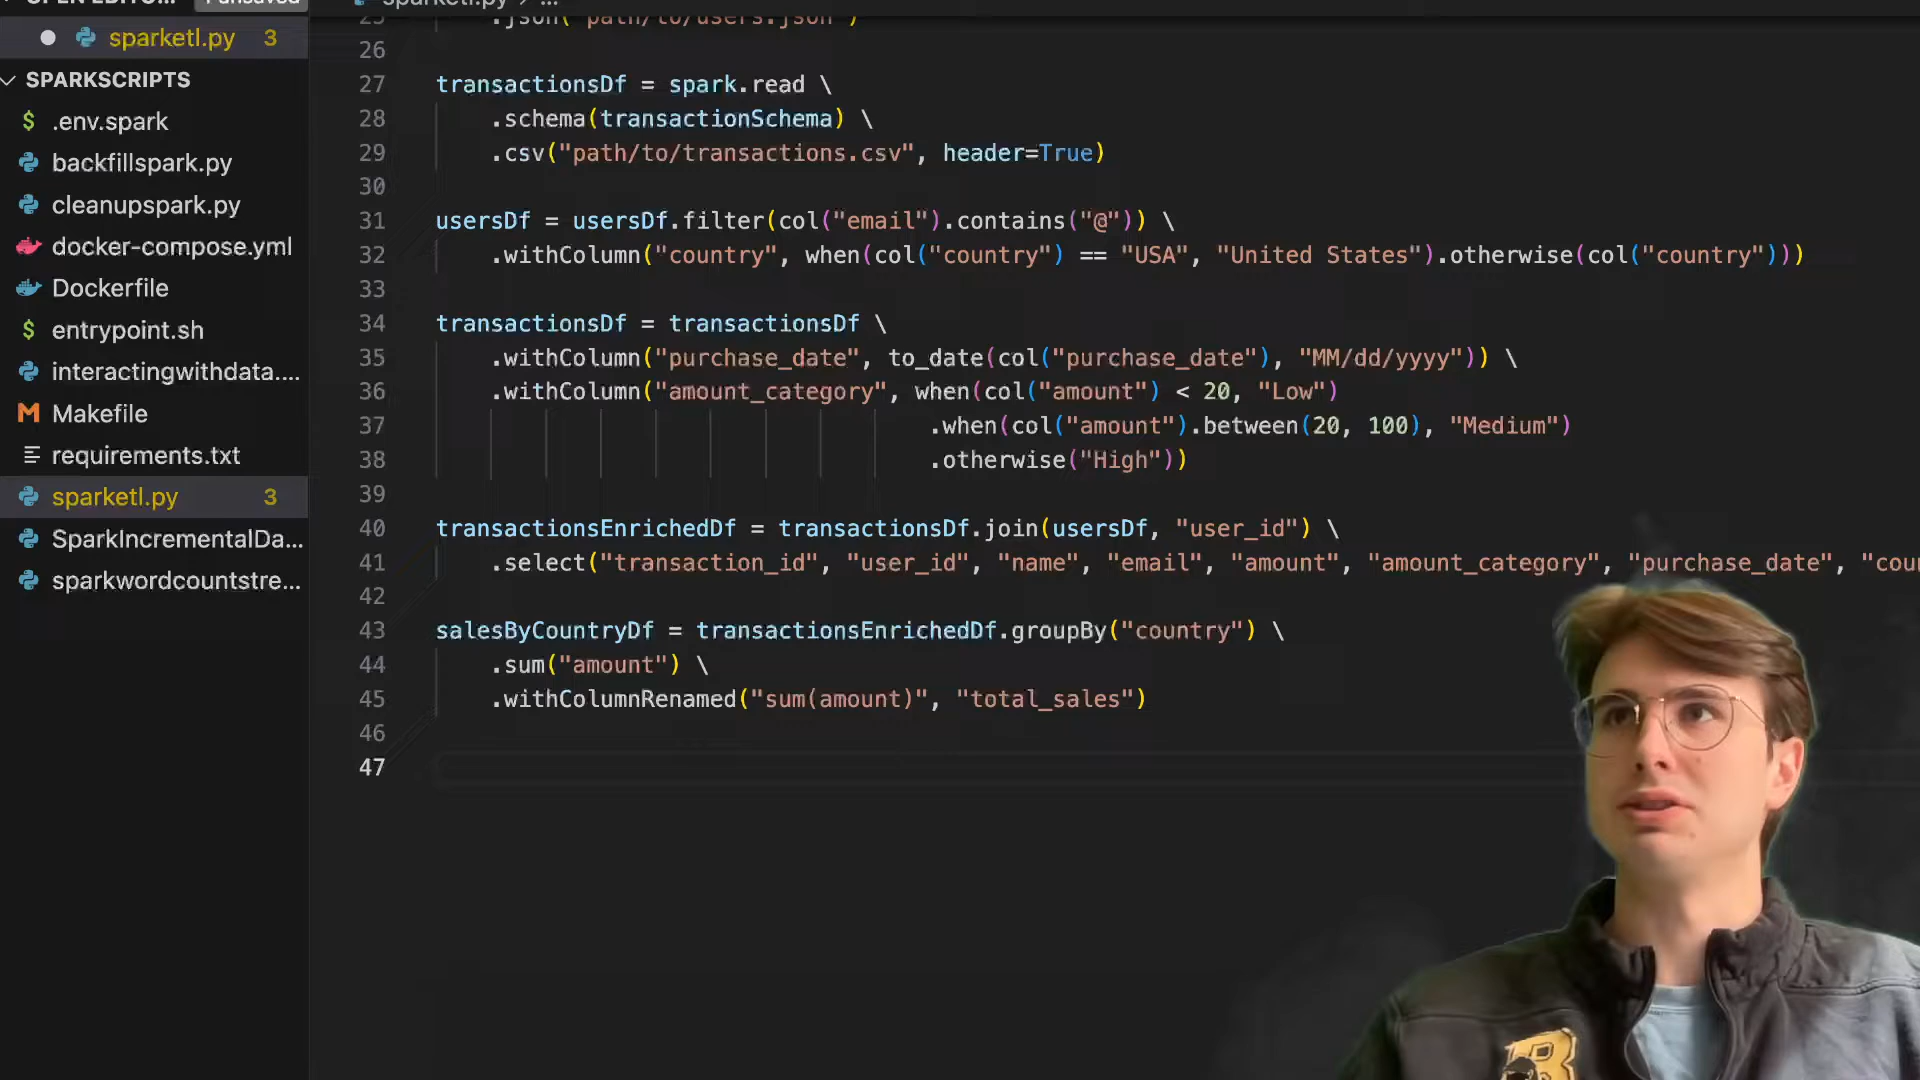 sparketl.py 3
SPARKSCRIPTS
.env.spark
backfillspark.py
cleanupspark.py
docker-compose.yml
Dockerfile
entrypoint.sh
interactingwithdata....
Makefile
requirements.txt
sparketl.py 3
SparkIncrementalDa...
sparkwordcountstre...
25 .json("path/to/users.json")
26
27 transactionsDf = spark.read \
28 .schema(transactionSchema) \
29 .csv("path/to/transactions.csv", header=True)
30
31 usersDf = usersDf.filter(col("email").contains("@")) \
32 .withColumn("country", when(col("country") == "USA", "United States").otherwise(col("country")))
33
34 transactionsDf = transactionsDf \
35 .withColumn("purchase_date", to_date(col("purchase_date"), "MM/dd/yyyy")) \
36 .withColumn("amount_category", when(col("amount") < 20, "Low")
37 .when(col("amount").between(20, 100), "Medium")
38 .otherwise("High"))
39
40 transactionsEnrichedDf = transactionsDf.join(usersDf, "user_id") \
41 .select("transaction_id", "user_id", "name", "email", "amount", "amount_category", "purchase_date", "cou
42
43 salesByCountryDf = transactionsEnrichedDf.groupBy("country") \
44 .sum("amount") \
45 .withColumnRenamed("sum(amount)", "total_sales")
46
47